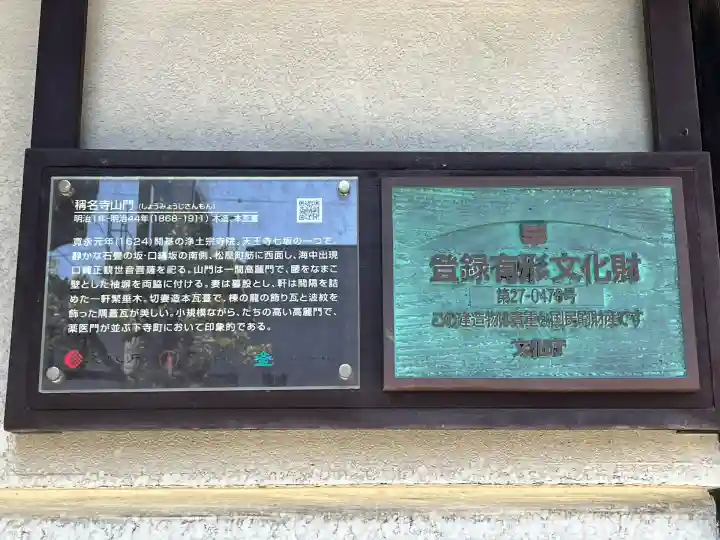 稱名寺山門 (しょうみょうじさんもん)
明治1年-明治44年(1868-1911) 木造、本瓦葺
寛永元年(1624)開基の浄土宗寺院。天王寺七坂の一つで、
静かな石畳の坂・口縄坂の南側、松屋町筋に西面し、海中出現
口縄正観世音菩薩を祀る。山門は一間高麗門で、腰をなまこ
壁とした袖塀を両脇に付ける。妻は蟇股とし、軒は間隔を詰
めた一軒繁垂木。切妻造本瓦葺で、棟の龍の飾り瓦と波紋を
飾った隅蓋瓦が美しい。小規模ながら、たちの高い高麗門で、
薬医門が並ぶ下寺町において印象的である。
登録有形文化財
第27-0479号
この建造物は貴重な国民的財産です
文化庁